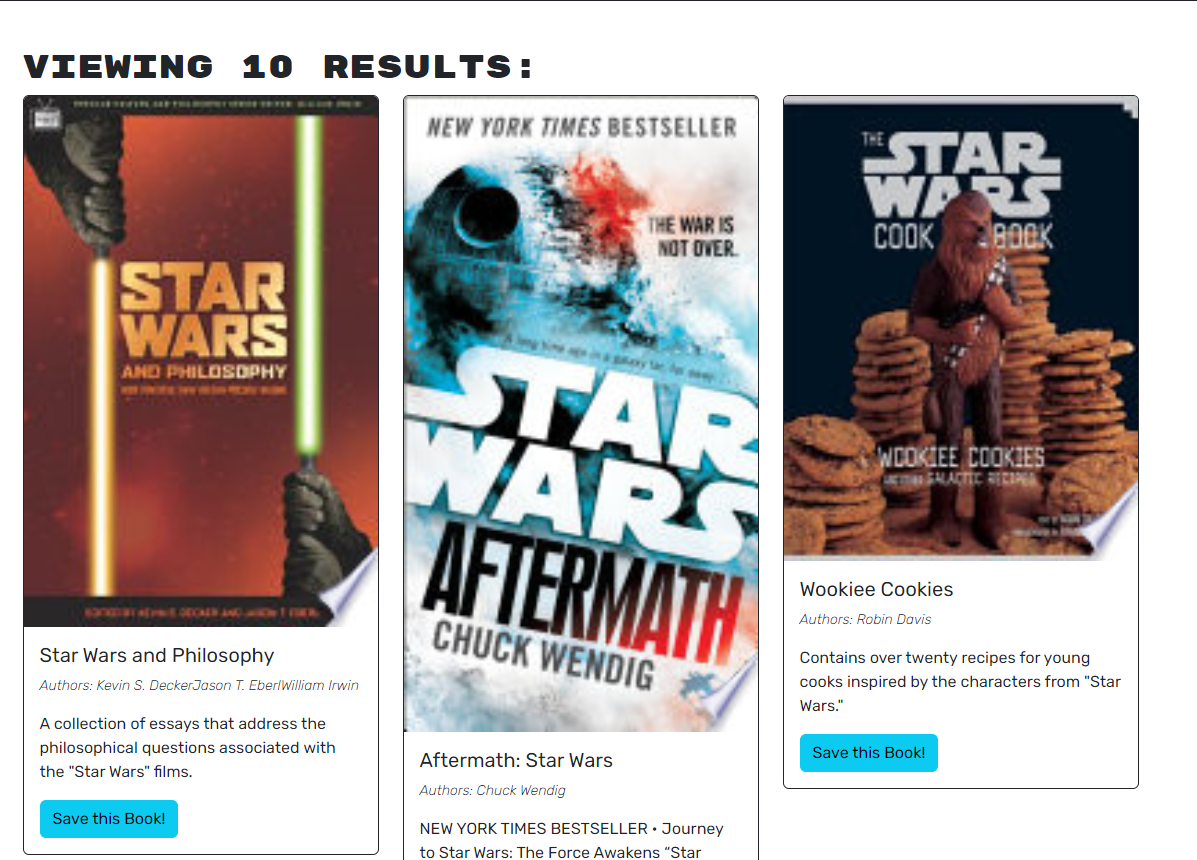 VIEWING 10 RESULTS:
STAR
WARS
AND PHILOSOPHY
EDITED BY KEVIN S. DECKER AND JASON T. EBERL
Star Wars and Philosophy
Authors: Kevin S. DeckerJason T. EberlWilliam Irwin
A collection of essays that address the
philosophical questions associated with
the "Star Wars" films.
Save this Book!
NEW YORK TIMES BESTSELLER
THE WAR IS
NOT OVER.
A long time ago in a galaxy far, far away. . . .
STAR
WARS
AFTERMATH
CHUCK WENDIG
Aftermath: Star Wars
Authors: Chuck Wendig
NEW YORK TIMES BESTSELLER • Journey
to Star Wars: The Force Awakens “Star
THE
STAR
WARS
COOK BOOK
WOOKIEE COOKIES
AND OTHER GALACTIC RECIPES
Wookiee Cookies
Authors: Robin Davis
Contains over twenty recipes for young
cooks inspired by the characters from "Star
Wars."
Save this Book!